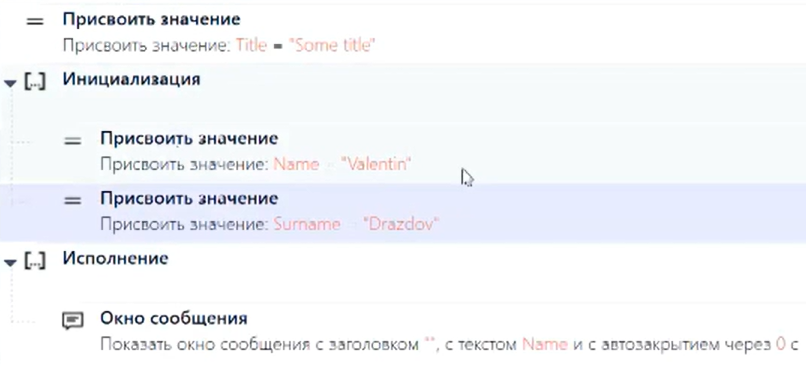 Присвоить значение
Присвоить значение: Title = "Some title"
[...] Инициализация
Присвоить значение
Присвоить значение: Name = "Valentin"
Присвоить значение
Присвоить значение: Surname = "Drazdov"
[...] Исполнение
Окно сообщения
Показать окно сообщения с заголовком "", с текстом Name и с автозакрытием через 0 с